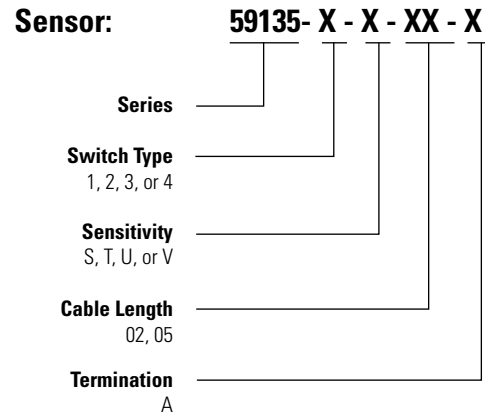 Sensor: 59135- X - X - XX - X
Series
Switch Type
1, 2, 3, or 4
Sensitivity
S, T, U, or V
Cable Length
02, 05
Termination
A